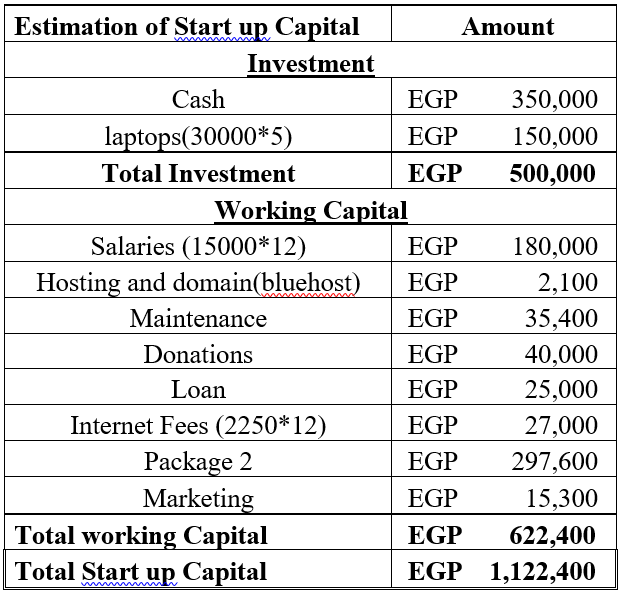 Estimation of Start up Capital Amount
Investment
Cash EGP 350,000
laptops(30000*5) EGP 150,000
Total Investment EGP 500,000
Working Capital
Salaries (15000*12) EGP 180,000
Hosting and domain(bluehost) EGP 2,100
Maintenance EGP 35,400
Donations EGP 40,000
Loan EGP 25,000
Internet Fees (2250*12) EGP 27,000
Package 2 EGP 297,600
Marketing EGP 15,300
Total working Capital EGP 622,400
Total Start up Capital EGP 1,122,400